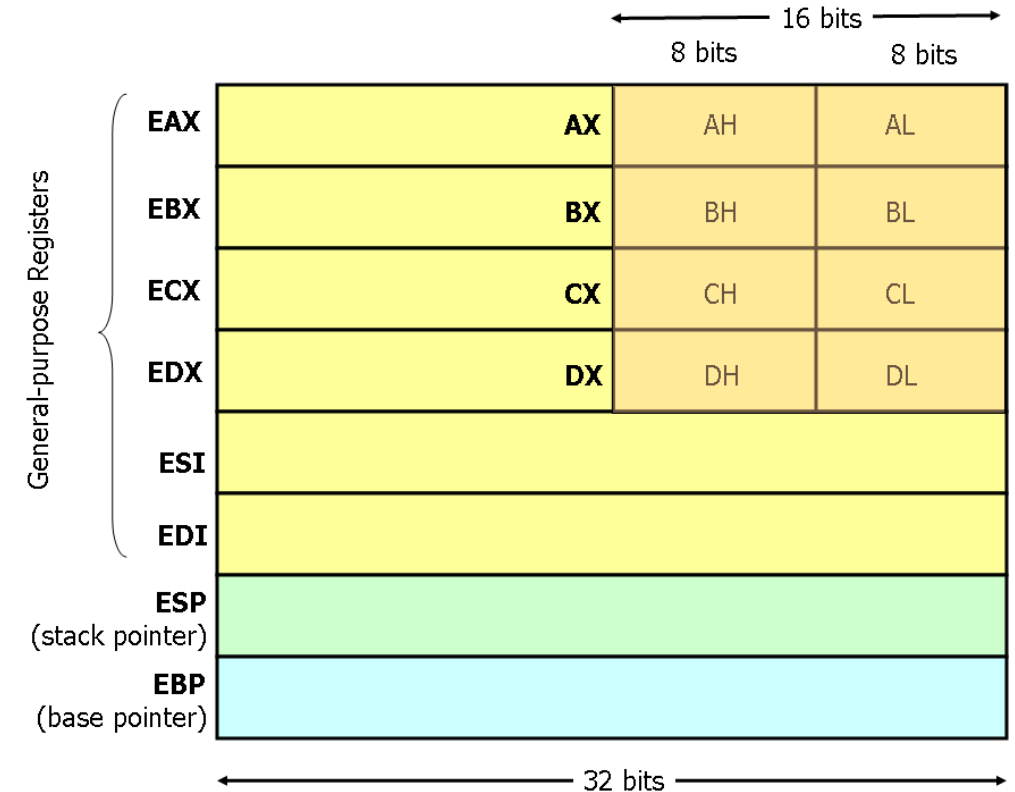 16 bits
8 bits 8 bits
EAX AX AH AL
EBX BX BH BL
ECX CX CH CL
EDX DX DH DL
ESI
EDI
General-purpose Registers
ESP
(stack pointer)
EBP
(base pointer)
32 bits